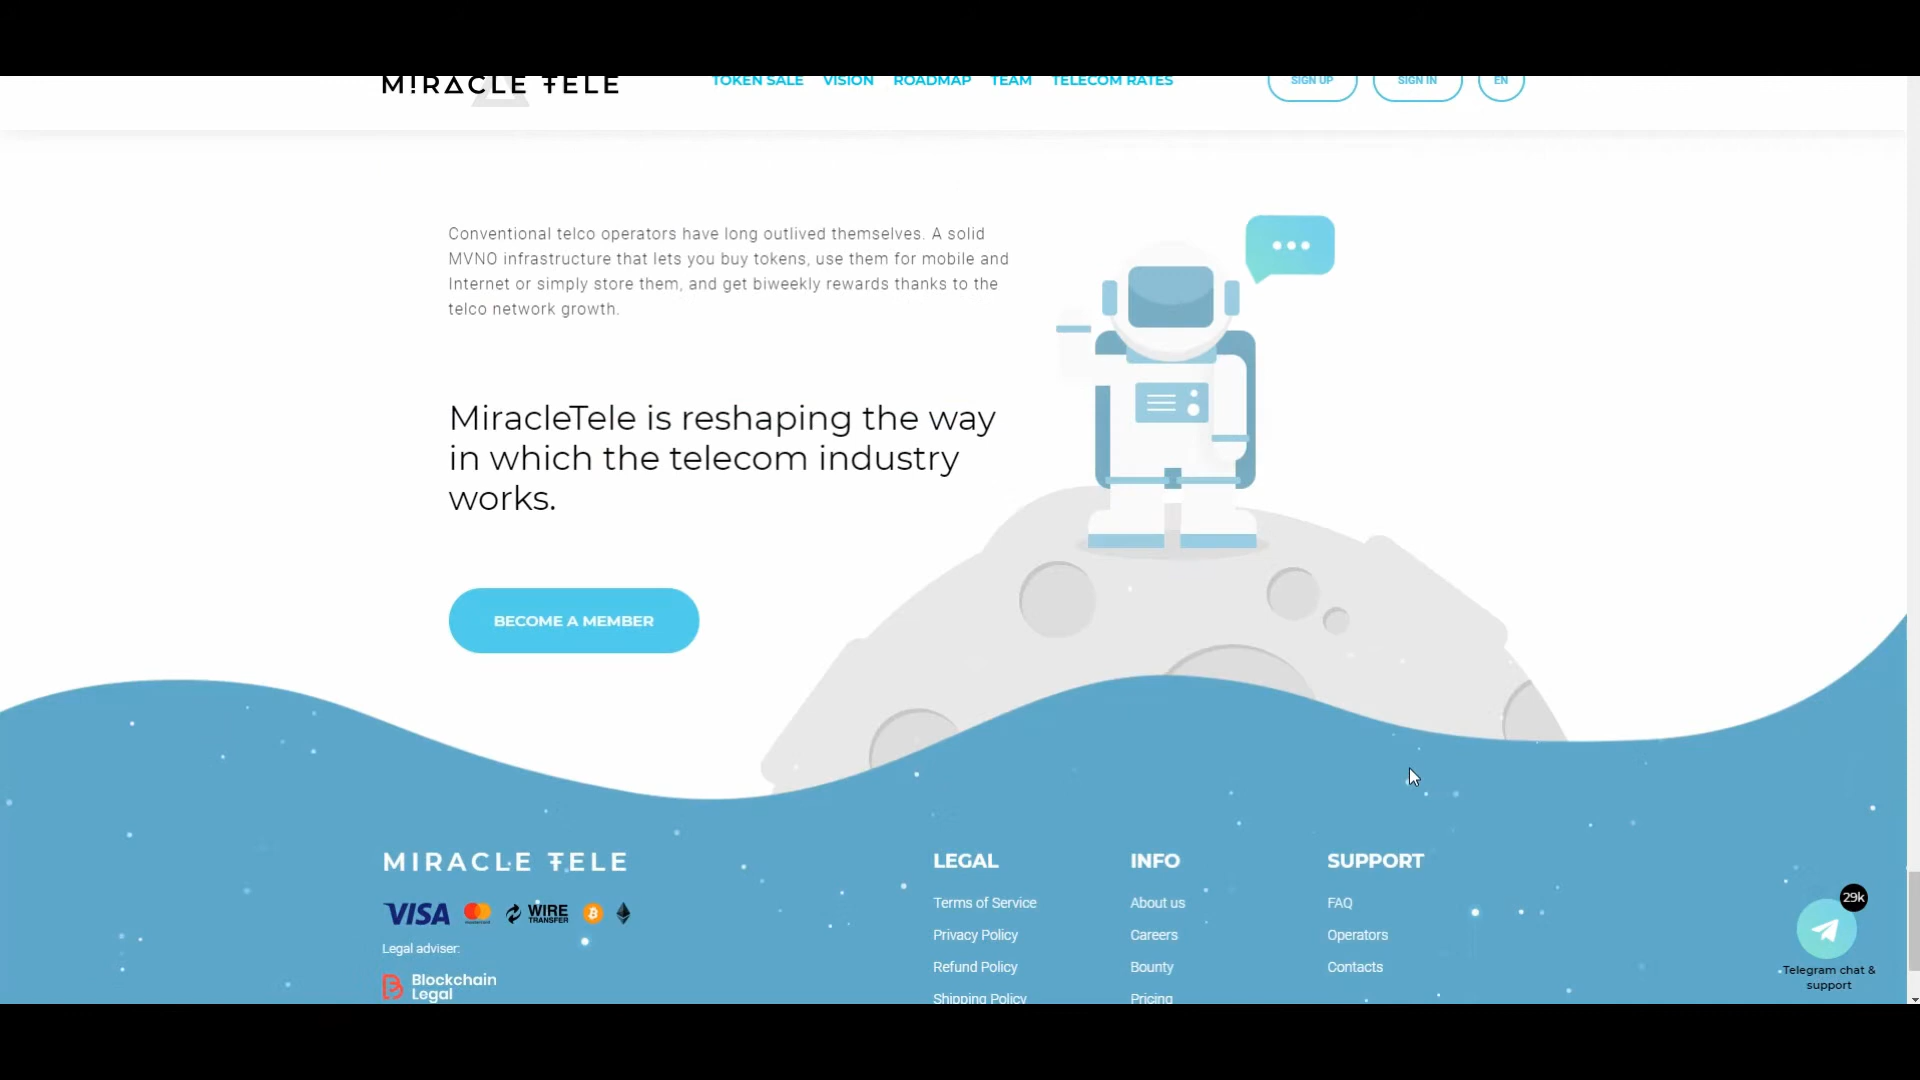 M!RACLE ŦELE
TOKEN SALE VISION ROADMAP TEAM TELECOM RATES SIGN UP SIGN IN EN
Conventional telco operators have long outlived themselves. A solid
MVNO infrastructure that lets you buy tokens, use them for mobile and
Internet or simply store them, and get biweekly rewards thanks to the
telco network growth.
MiracleTele is reshaping the way
in which the telecom industry
works.
BECOME A MEMBER
MIRACLE ŦELE
VISA mastercard WIRE TRANSFER
Legal adviser:
Blockchain
Legal
LEGAL
Terms of Service
Privacy Policy
Refund Policy
Shipping Policy
INFO
About us
Careers
Bounty
Pricing
SUPPORT
FAQ
Operators
Contacts
29k
Telegram chat &
support